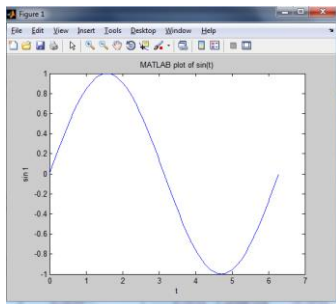 Figure 1
File Edit View Insert Tools Desktop Window Help
MATLAB plot of sin(t)
1
0.8
0.6
0.4
0.2
0
-0.2
-0.4
-0.6
-0.8
-1
sin t
0 1 2 3 4 5 6 7
t